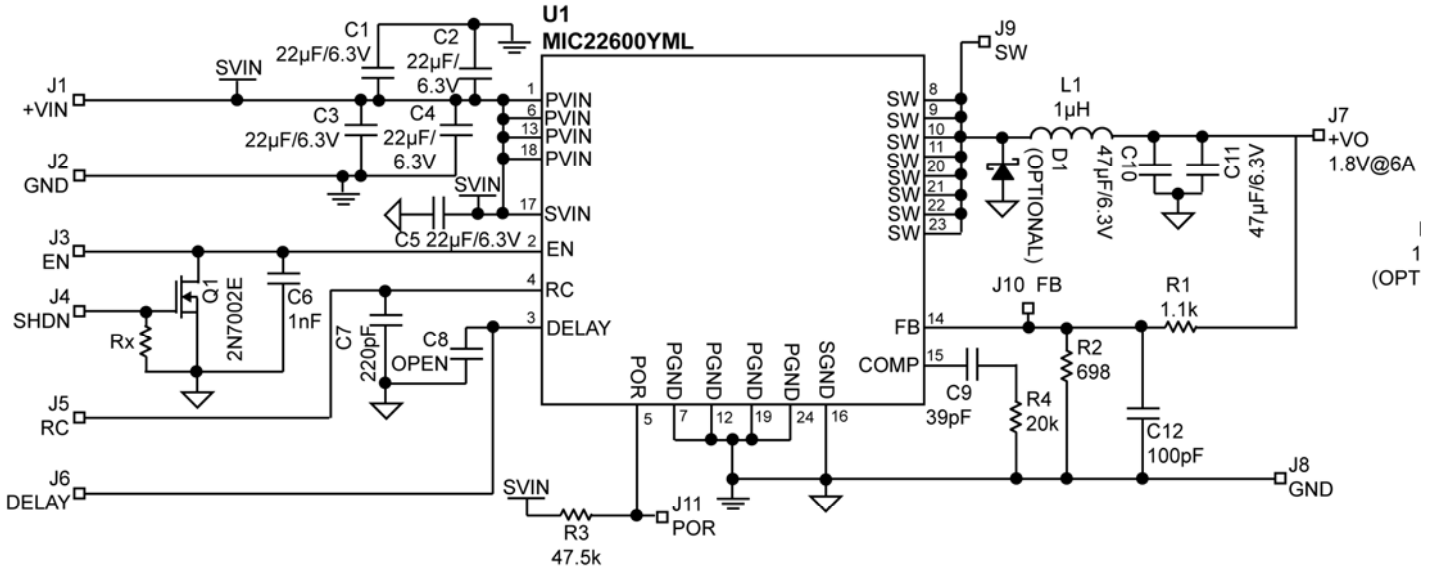 U1
MIC22600YML
C1
22µF/6.3V
C2
22µF/
6.3V
SVIN
J1
+VIN
C3
22µF/6.3V
C4
22µF/
6.3V
J2
GND
SVIN
C5 22µF/6.3V
J3
EN
J4
SHDN
Rx
Q1
2N7002E
C6
1nF
C7
220pF
C8
OPEN
J5
RC
J6
DELAY
1
PVIN
6
PVIN
13
PVIN
18
PVIN
17
SVIN
2
EN
4
RC
3
DELAY
POR
PGND
PGND
PGND
PGND
SGND
5
7
12
19
24
16
SW 8
SW 9
SW 10
SW 11
SW 20
SW 21
SW 22
SW 23
FB 14
COMP 15
J9
SW
L1
1µH
D1
(OPTIONAL)
C10
47µF/6.3V
C11
47µF/6.3V
J7
+VO
1.8V@6A
1
(OPT
J10 FB
R1
1.1k
R2
698
C9
39pF
R4
20k
C12
100pF
J8
GND
SVIN
R3
47.5k
J11
POR